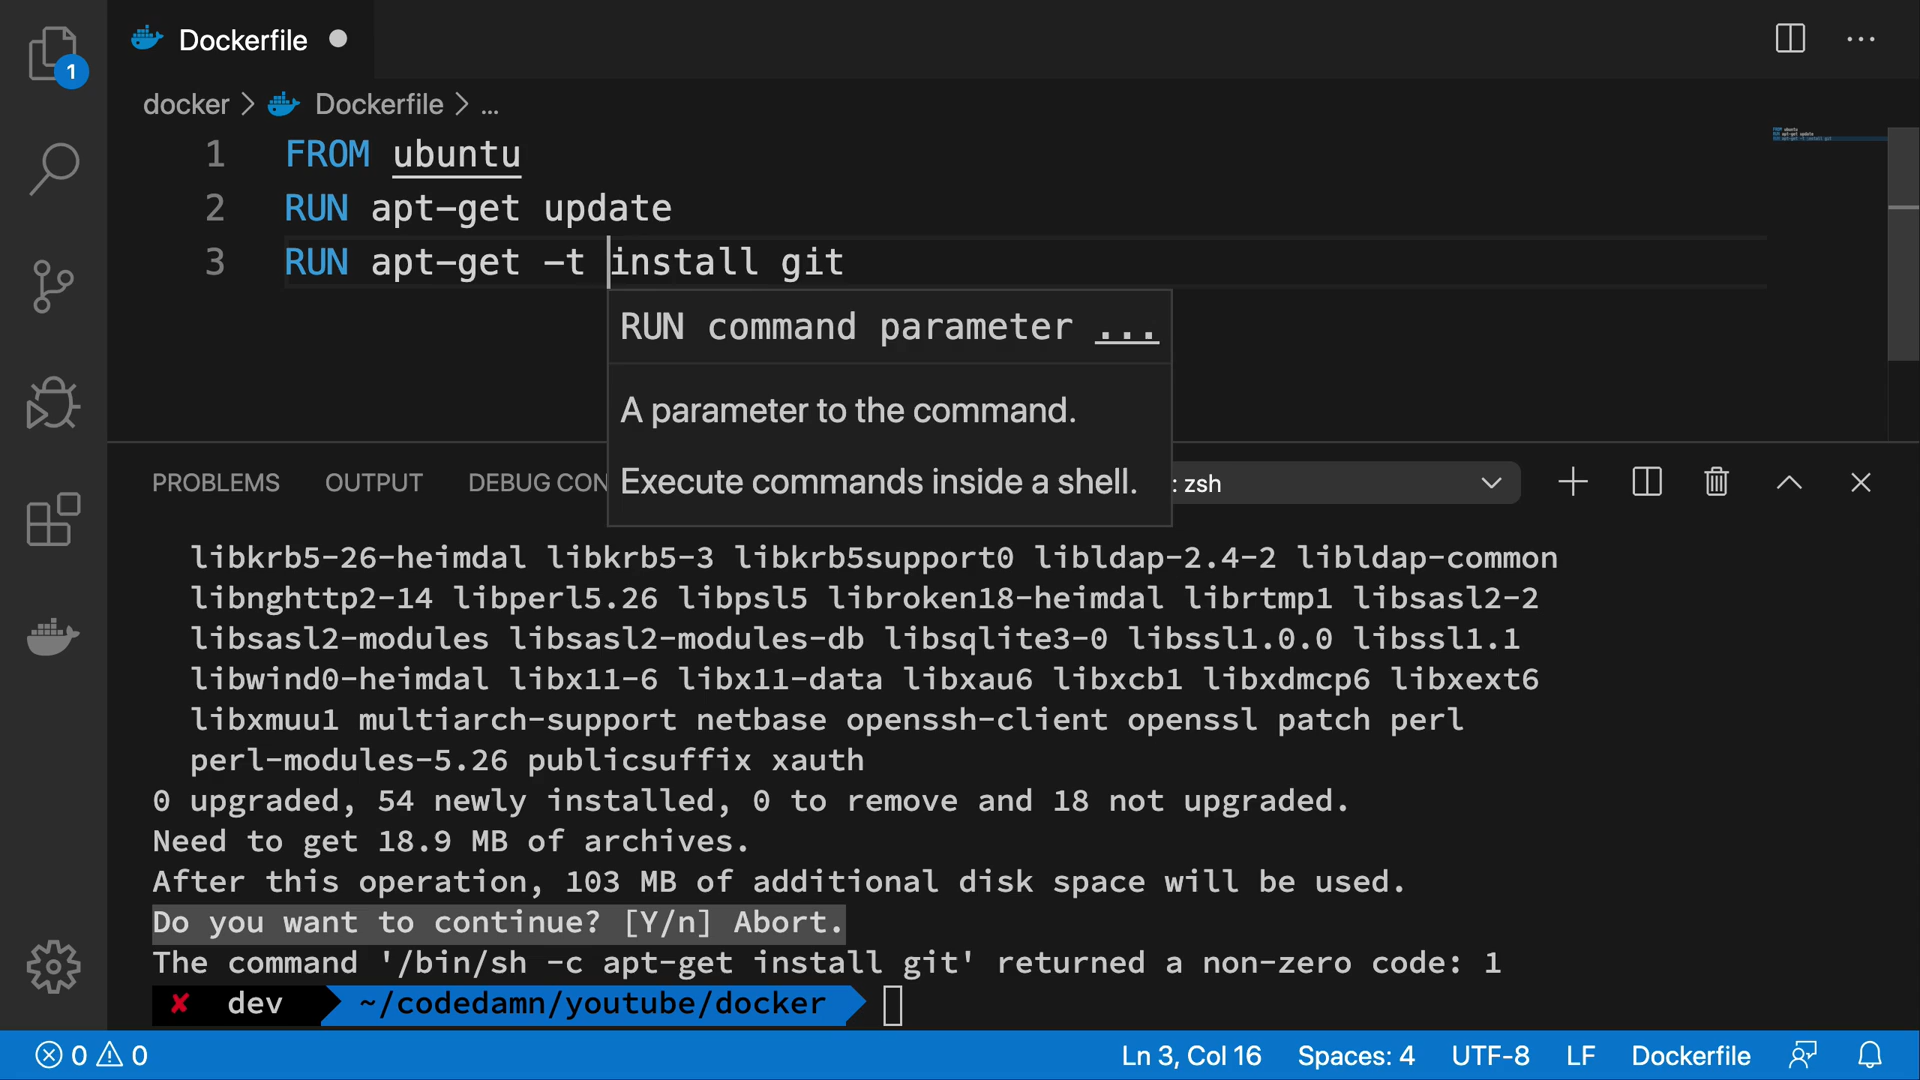 Dockerfile
1
docker > Dockerfile > ...
1 FROM ubuntu
2 RUN apt-get update
3 RUN apt-get -t install git
RUN command parameter ...
A parameter to the command.
Execute commands inside a shell.
PROBLEMS OUTPUT DEBUG CON : zsh
libkrb5-26-heimdal libkrb5-3 libkrb5support0 libldap-2.4-2 libldap-common
libnghttp2-14 libperl5.26 libpsl5 libroken18-heimdal librtmp1 libsasl2-2
libsasl2-modules libsasl2-modules-db libsqlite3-0 libssl1.0.0 libssl1.1
libwind0-heimdal libx11-6 libx11-data libxau6 libxcb1 libxdmcp6 libxext6
libxmuu1 multiarch-support netbase openssh-client openssl patch perl
perl-modules-5.26 publicsuffix xauth
0 upgraded, 54 newly installed, 0 to remove and 18 not upgraded.
Need to get 18.9 MB of archives.
After this operation, 103 MB of additional disk space will be used.
Do you want to continue? [Y/n] Abort.
The command '/bin/sh -c apt-get install git' returned a non-zero code: 1
✘ dev ~/codedamn/youtube/docker
0 0 Ln 3, Col 16 Spaces: 4 UTF-8 LF Dockerfile